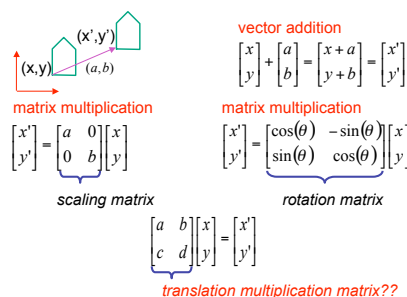 (x',y')
(x,y)
(a,b)
vector addition
[x y] + [a b] = [x + a y + b] = [x' y']
matrix multiplication
[x' y'] = [a 0 0 b] [x y]
scaling matrix
matrix multiplication
[x' y'] = [cos(θ) −sin(θ) sin(θ) cos(θ)] [x y]
rotation matrix
[a b c d] [x y] = [x' y']
translation multiplication matrix??